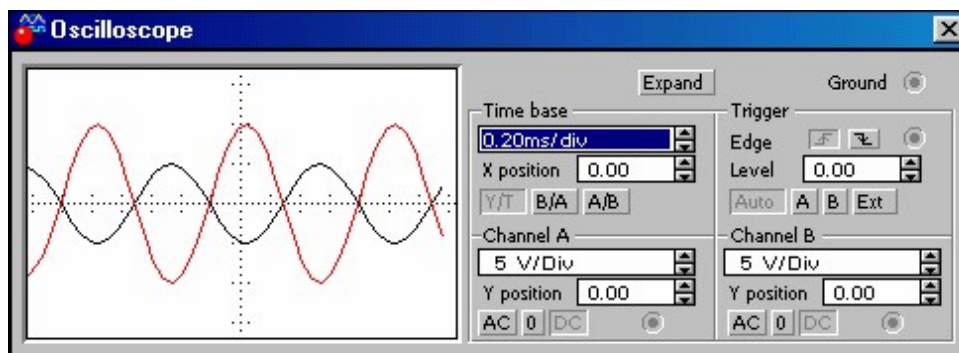 Oscilloscope
Expand Ground
Time base
0.20ms/div
X position 0.00
Y/T B/A A/B
Trigger
Edge
Level 0.00
Auto A B Ext
Channel A
5 V/Div
Y position 0.00
AC 0 DC
Channel B
5 V/Div
Y position 0.00
AC 0 DC